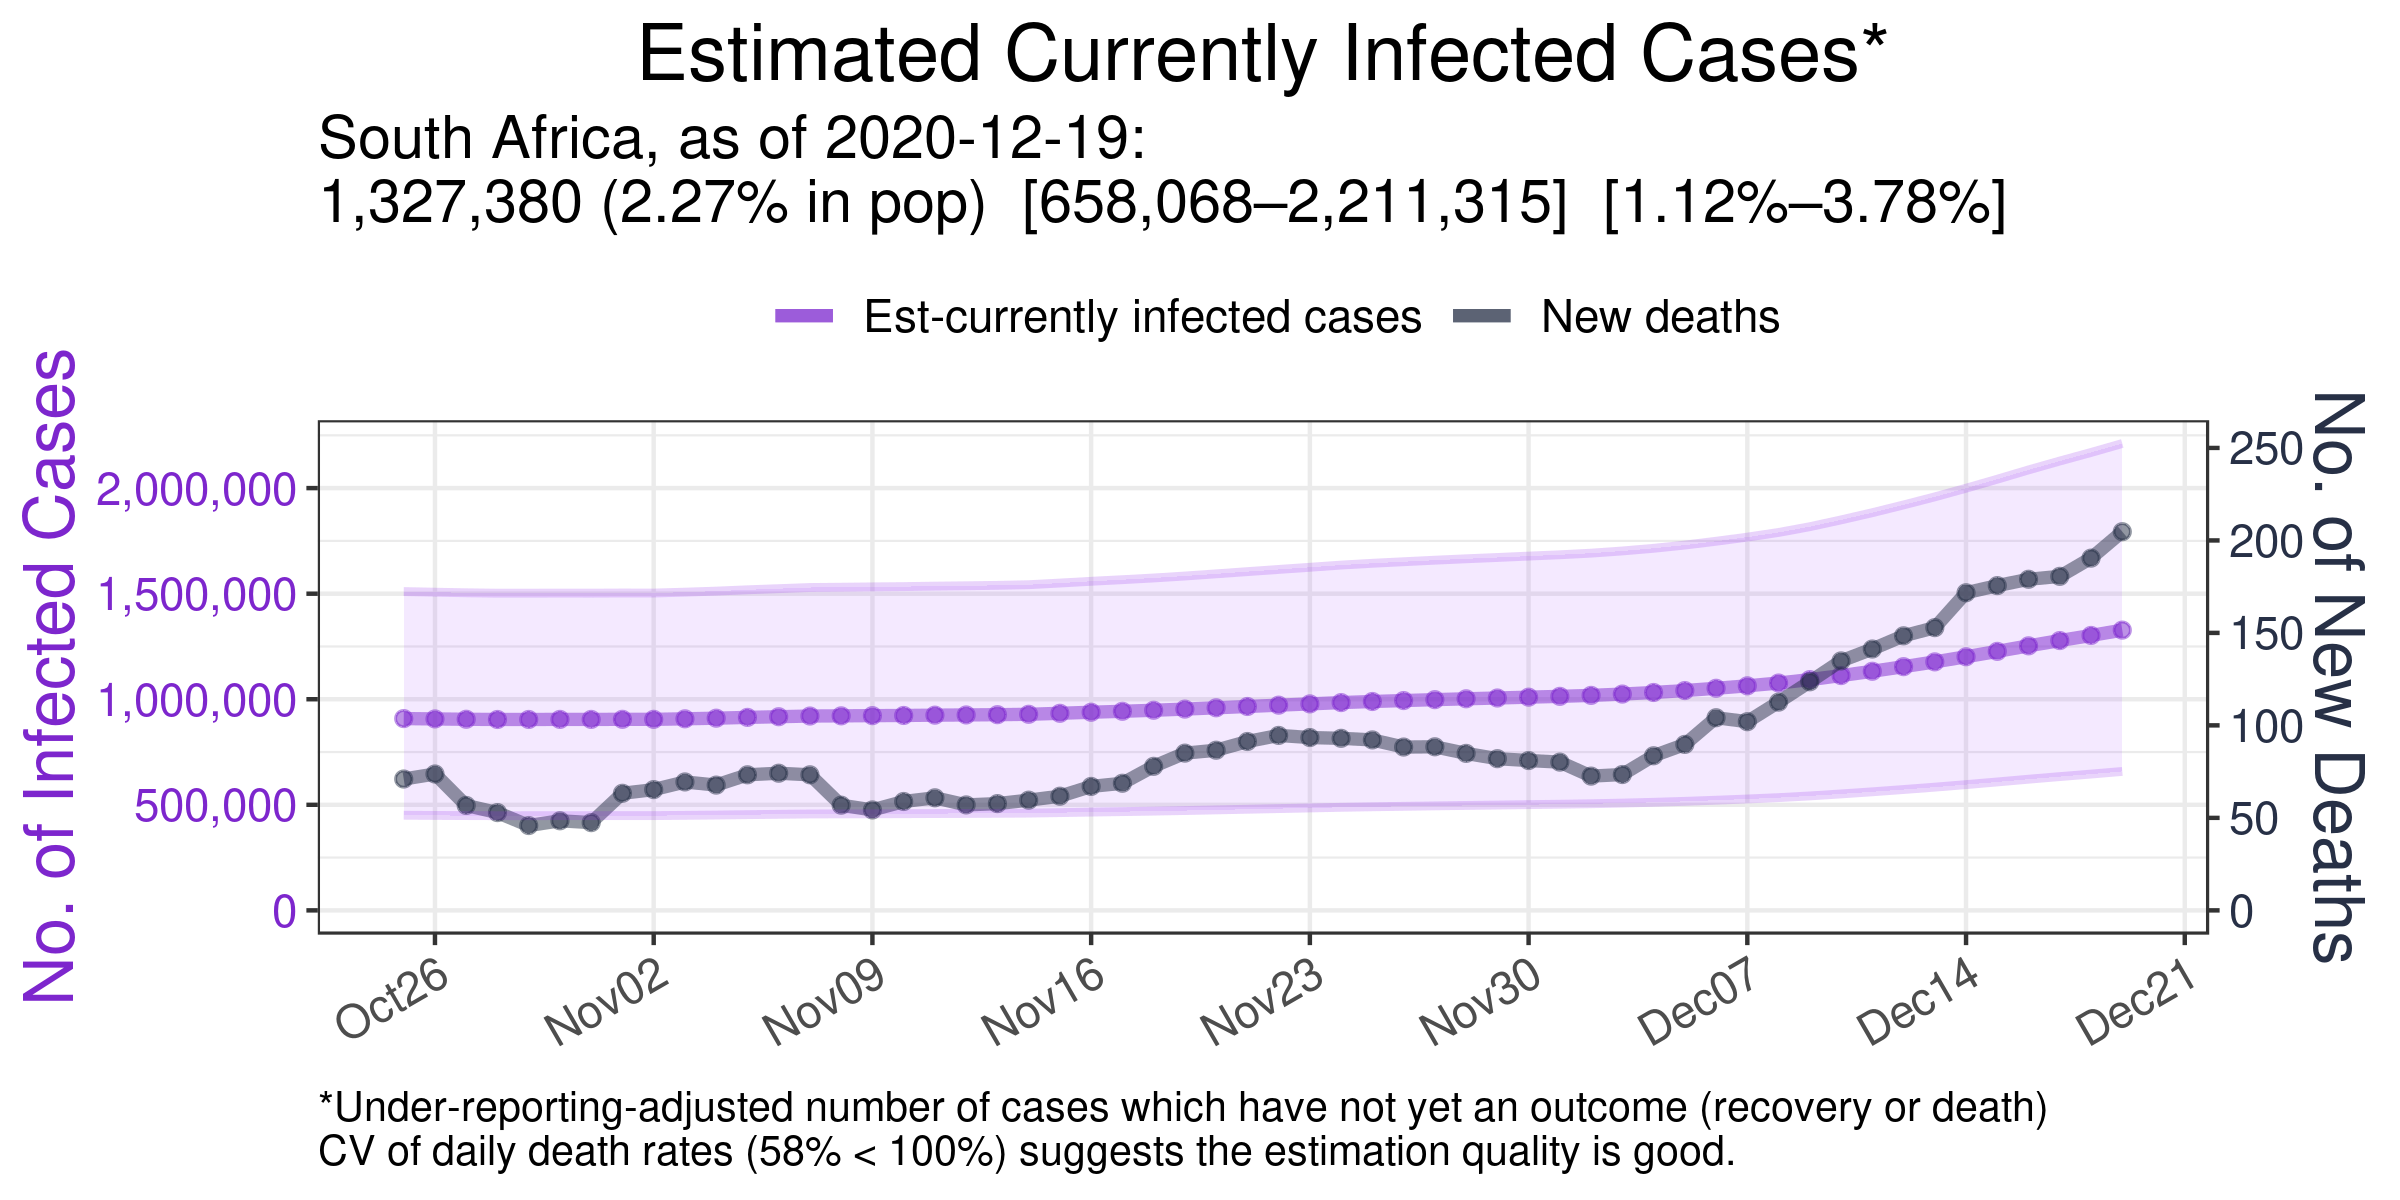 Estimated Currently Infected Cases*
South Africa, as of 2020-12-19:
1,327,380 (2.27% in pop) [658,068–2,211,315] [1.12%–3.78%]
Est-currently infected cases New deaths
No. of Infected Cases
2,000,000
1,500,000
1,000,000
500,000
0
250
200
150
100
50
0
No. of New Deaths
Oct26 Nov02 Nov09 Nov16 Nov23 Nov30 Dec07 Dec14 Dec21
*Under-reporting-adjusted number of cases which have not yet an outcome (recovery or death)
CV of daily death rates (58% < 100%) suggests the estimation quality is good.